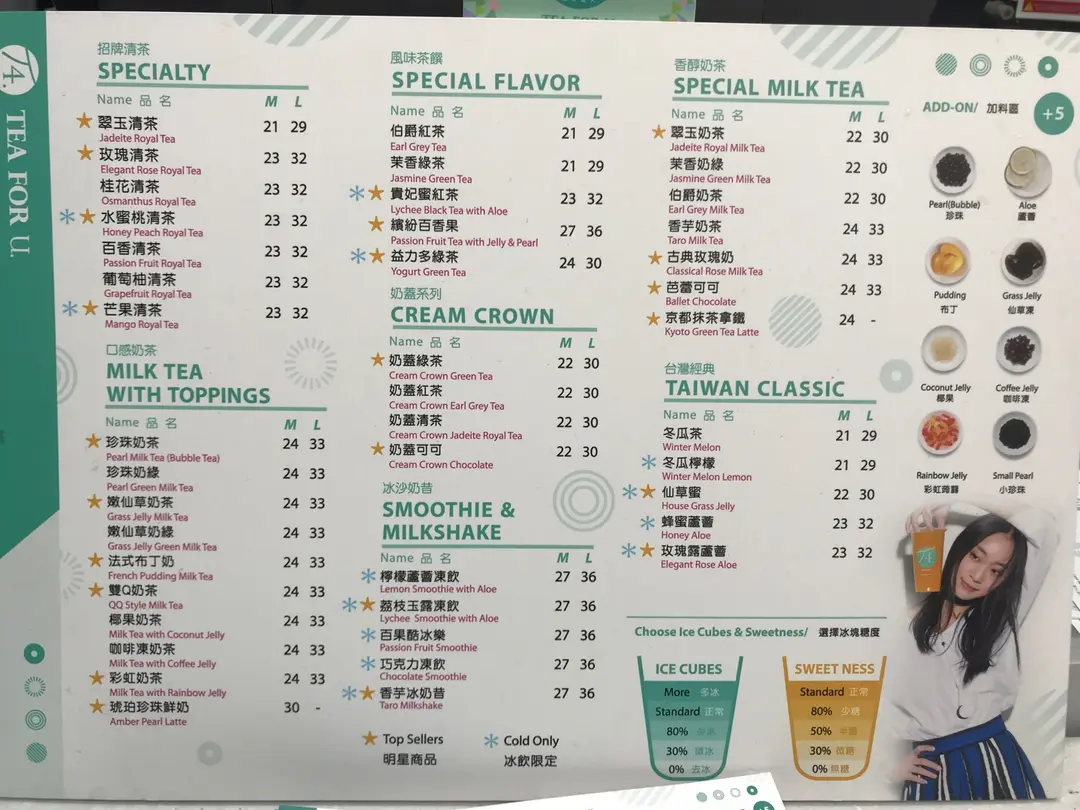 74.
TEA FOR U.
招牌清茶
SPECIALTY
Name 品 名 M L
翠玉清茶 21 29
Jadeite Royal Tea
玫瑰清茶 23 32
Elegant Rose Royal Tea
桂花清茶 23 32
Osmanthus Royal Tea
水蜜桃清茶 23 32
Honey Peach Royal Tea
百香清茶 23 32
Passion Fruit Royal Tea
葡萄柚清茶 23 32
Grapefruit Royal Tea
芒果清茶 23 32
Mango Royal Tea
口感奶茶
MILK TEA
WITH TOPPINGS
Name 品 名 M L
珍珠奶茶 24 33
Pearl Milk Tea (Bubble Tea)
珍珠奶綠 24 33
Pearl Green Milk Tea
嫩仙草奶茶 24 33
Grass Jelly Milk Tea
嫩仙草奶綠 24 33
Grass Jelly Green Milk Tea
法式布丁奶 24 33
French Pudding Milk Tea
雙Q奶茶 24 33
QQ Style Milk Tea
椰果奶茶 24 33
Milk Tea with Coconut Jelly
咖啡凍奶茶 24 33
Milk Tea with Coffee Jelly
彩虹奶茶 24 33
Milk Tea with Rainbow Jelly
琥珀珍珠鮮奶 30 -
Amber Pearl Latte
風味茶饌
SPECIAL FLAVOR
Name 品 名 M L
伯爵紅茶 21 29
Earl Grey Tea
茉香綠茶 21 29
Jasmine Green Tea
貴妃蜜紅茶 23 32
Lychee Black Tea with Aloe
繽紛百香果 27 36
Passion Fruit Tea with Jelly & Pearl
益力多綠茶 24 30
Yogurt Green Tea
奶蓋系列
CREAM CROWN
Name 品 名 M L
奶蓋綠茶 22 30
Cream Crown Green Tea
奶蓋紅茶 22 30
Cream Crown Earl Grey Tea
奶蓋清茶 22 30
Cream Crown Jadeite Royal Tea
奶蓋可可 22 30
Cream Crown Chocolate
冰沙奶昔
SMOOTHIE &
MILKSHAKE
Name 品 名 M L
檸檬蘆薈凍飲 27 36
Lemon Smoothie with Aloe
荔枝玉露凍飲 27 36
Lychee Smoothie with Aloe
百果酷冰樂 27 36
Passion Fruit Smoothie
巧克力凍飲 27 36
Chocolate Smoothie
香芋冰奶昔 27 36
Taro Milkshake
Top Sellers
明星商品
Cold Only
冰飲限定
香醇奶茶
SPECIAL MILK TEA
Name 品 名 M L
翠玉奶茶 22 30
Jadeite Royal Milk Tea
茉香奶綠 22 30
Jasmine Green Milk Tea
伯爵奶茶 22 30
Earl Grey Milk Tea
香芋奶茶 24 33
Taro Milk Tea
古典玫瑰奶 24 33
Classical Rose Milk Tea
芭蕾可可 24 33
Ballet Chocolate
京都抹茶拿鐵 24 -
Kyoto Green Tea Latte
台灣經典
TAIWAN CLASSIC
Name 品 名 M L
冬瓜茶 21 29
Winter Melon
冬瓜檸檬 21 29
Winter Melon Lemon
仙草蜜 22 30
House Grass Jelly
蜂蜜蘆薈 23 32
Honey Aloe
玫瑰露蘆薈 23 32
Elegant Rose Aloe
Choose Ice Cubes & Sweetness/ 選擇冰塊糖度
ICE CUBES
More 多冰
Standard 正常
80% 少冰
30% 微冰
0% 去冰
SWEET NESS
Standard 正常
80% 少糖
50% 半糖
30% 微糖
0% 無糖
ADD-ON/ 加料區 +5
Pearl(Bubble)
珍珠
Aloe
蘆薈
Pudding
布丁
Grass Jelly
仙草凍
Coconut Jelly
椰果
Coffee Jelly
咖啡凍
Rainbow Jelly
彩虹蒟蒻
Small Pearl
小珍珠
74.
+5